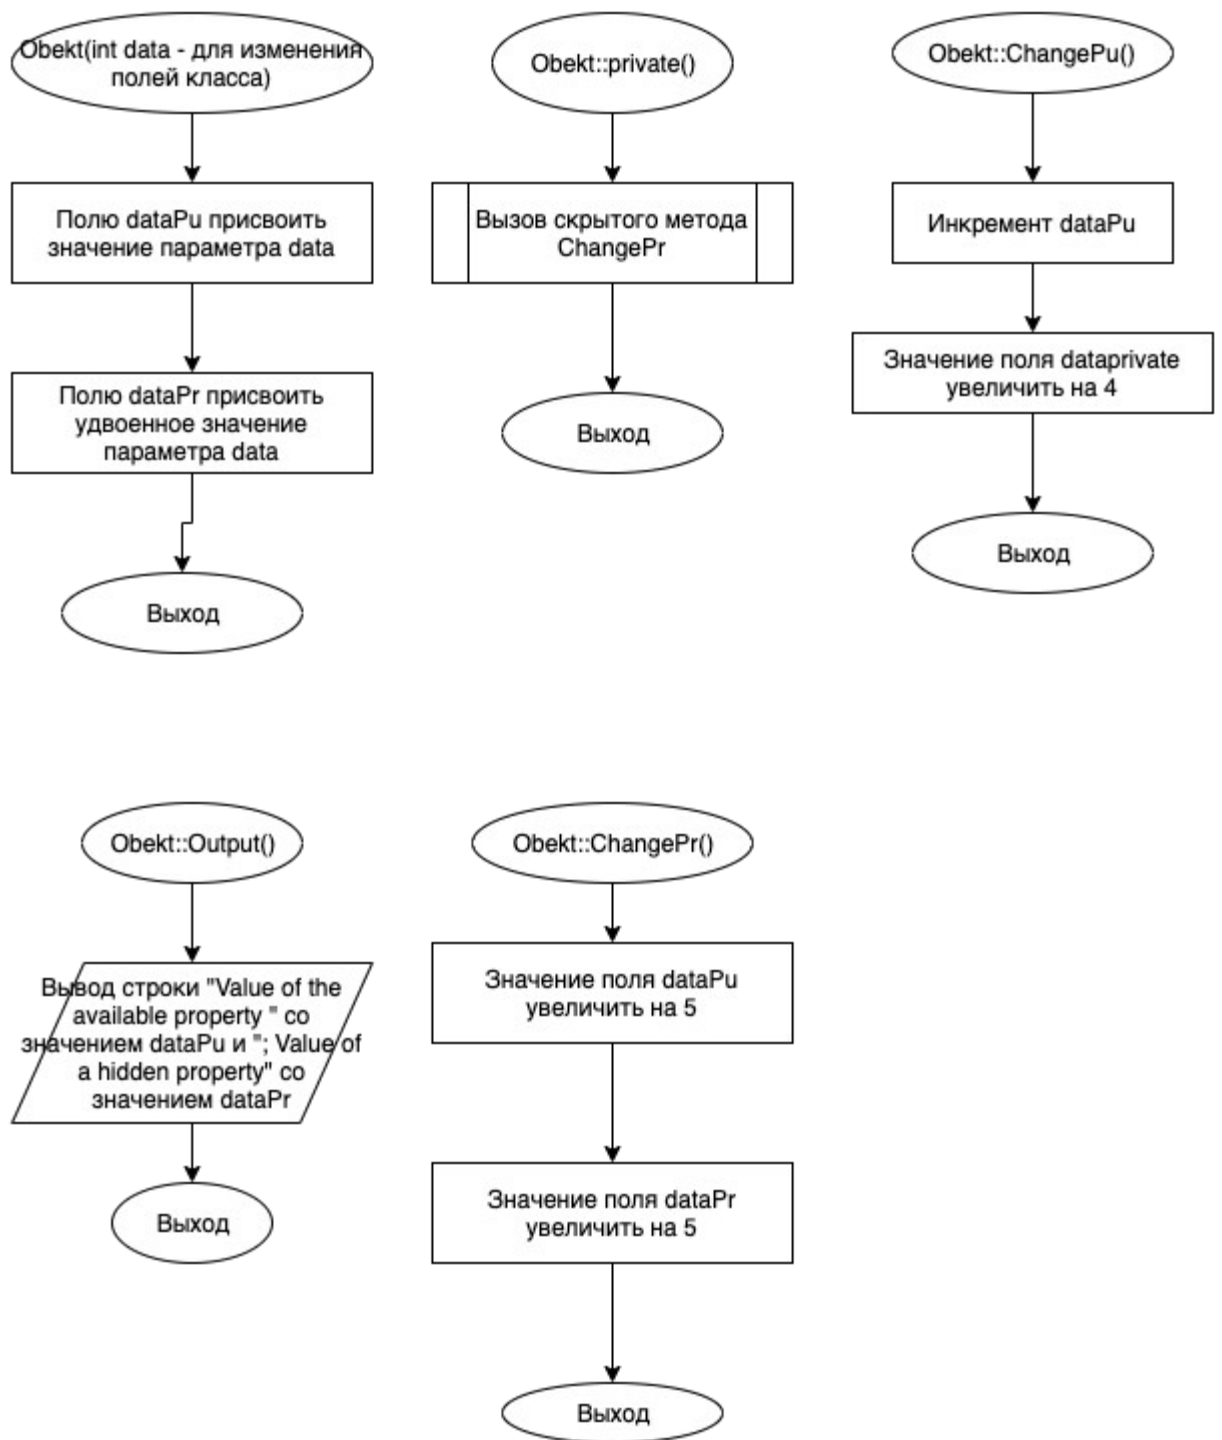 Obekt(int data - для изменения
полей класса)
Полю dataPu присвоить
значение параметра data
Полю dataPr присвоить
удвоенное значение
параметра data
Выход
Obekt::private()
Вызов скрытого метода
ChangePr
Выход
Obekt::ChangePu()
Инкремент dataPu
Значение поля dataprivate
увеличить на 4
Выход
Obekt::Output()
Вывод строки "Value of the
available property " со
значением dataPu и "; Value of
a hidden property" со
значением dataPr
Выход
Obekt::ChangePr()
Значение поля dataPu
увеличить на 5
Значение поля dataPr
увеличить на 5
Выход